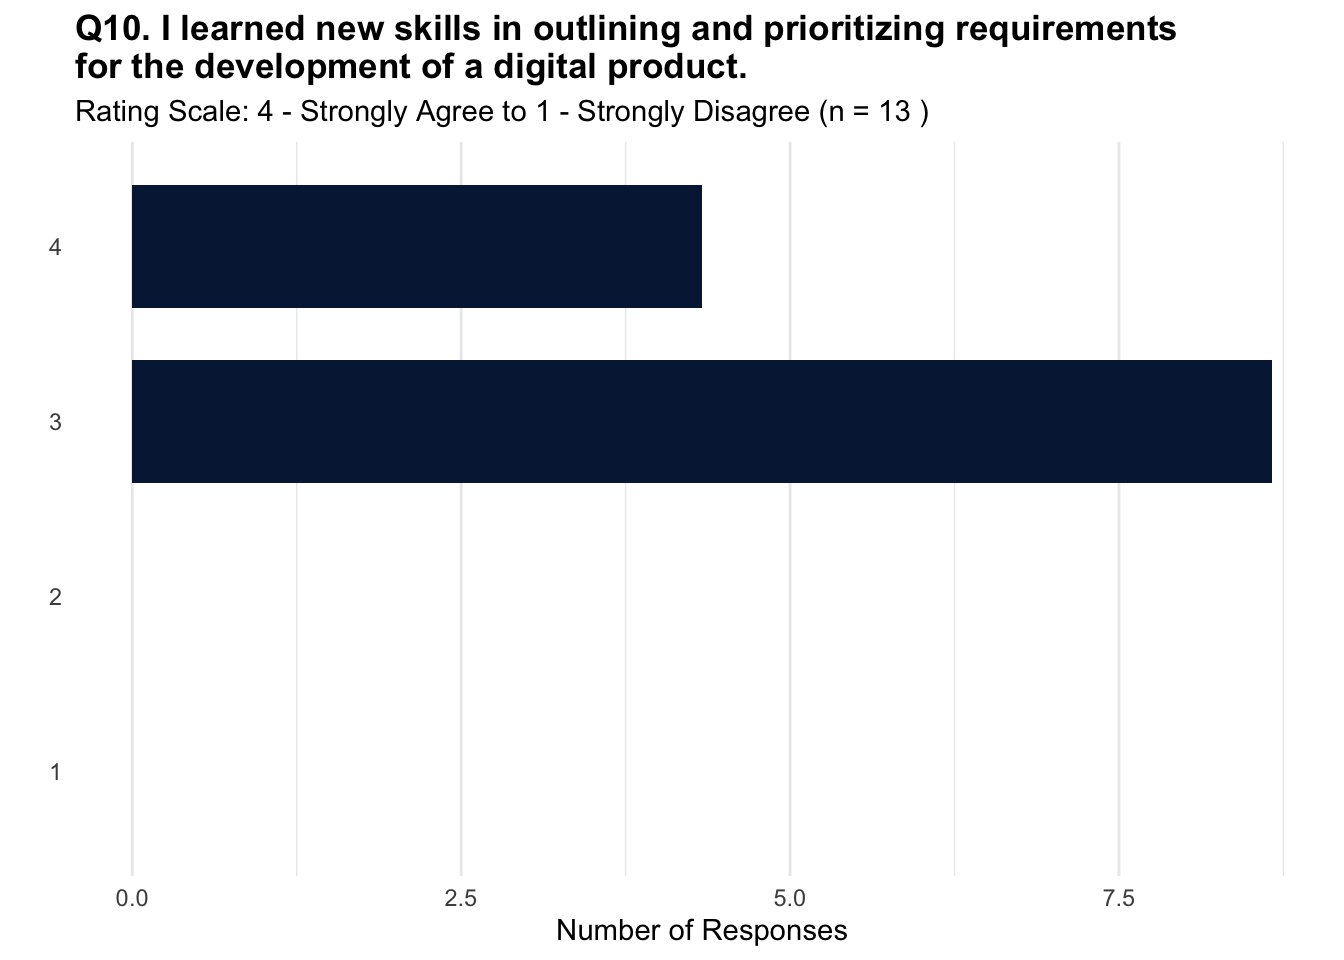 Q10. I learned new skills in outlining and prioritizing requirements
for the development of a digital product.
Rating Scale: 4 - Strongly Agree to 1 - Strongly Disagree (n = 13 )
4
3
2
1
0.0 2.5 5.0 7.5
Number of Responses